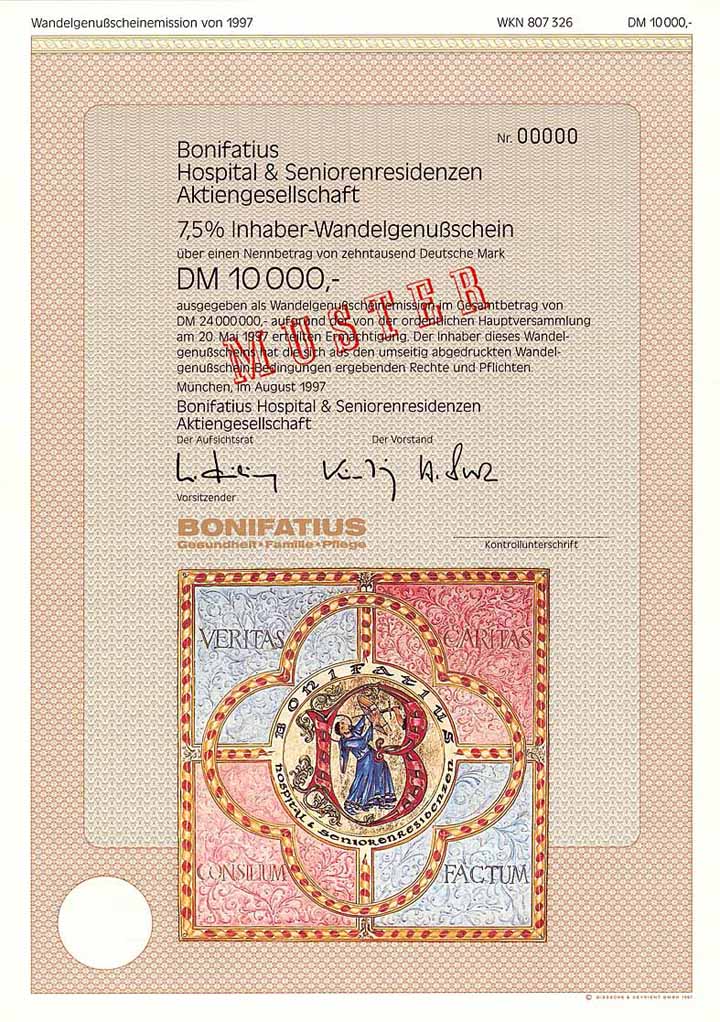 Wandelgenußscheinemission von 1997 WKN 807 326 DM 10 000,-
Nr. 00000
Bonifatius
Hospital & Seniorenresidenzen
Aktiengesellschaft
7,5% Inhaber-Wandelgenußschein
über einen Nennbetrag von zehntausend Deutsche Mark
DM 10 000,-
ausgegeben als Wandelgenußscheinemission im Gesamtbetrag von
DM 24 000 000,- aufgrund der von der ordentlichen Hauptversammlung
am 20. Mai 1997 erteilten Ermächtigung. Der Inhaber dieses Wandel-
genußscheins hat die sich aus den umseitig abgedruckten Wandel-
genußschein-Bedingungen ergebenden Rechte und Pflichten.
MUSTER
München, im August 1997
Bonifatius Hospital & Seniorenresidenzen
Aktiengesellschaft
Der Aufsichtsrat Der Vorstand
Vorsitzender
BONIFATIUS
Gesundheit • Familie • Pflege
Kontrollunterschrift
VERITAS CARITAS
BONIFATIUS
B
hospital & seniorenresidenzen
CONSILIUM FACTUM
© GIESECKE & DEVRIENT GMBH 1997